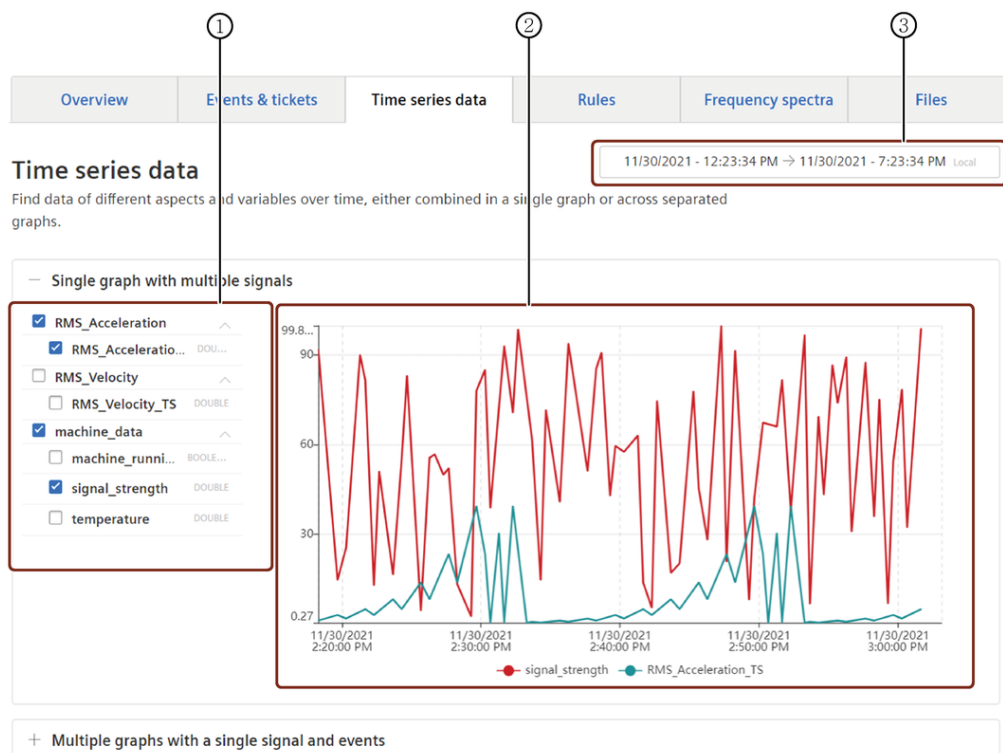 ① ② ③
Overview Events & tickets Time series data Rules Frequency spectra Files
11/30/2021 - 12:23:34 PM → 11/30/2021 - 7:23:34 PM Local
Time series data
Find data of different aspects and variables over time, either combined in a single graph or across separated
graphs.
Single graph with multiple signals
RMS_Acceleration
RMS_Acceleratio... DOU...
RMS_Velocity
RMS_Velocity_TS DOUBLE
machine_data
machine_runni... BOOLE...
signal_strength DOUBLE
temperature DOUBLE
99.8...
90
60
30
0.27
11/30/2021 11/30/2021 11/30/2021 11/30/2021 11/30/2021
2:20:00 PM 2:30:00 PM 2:40:00 PM 2:50:00 PM 3:00:00 PM
signal_strength RMS_Acceleration_TS
Multiple graphs with a single signal and events